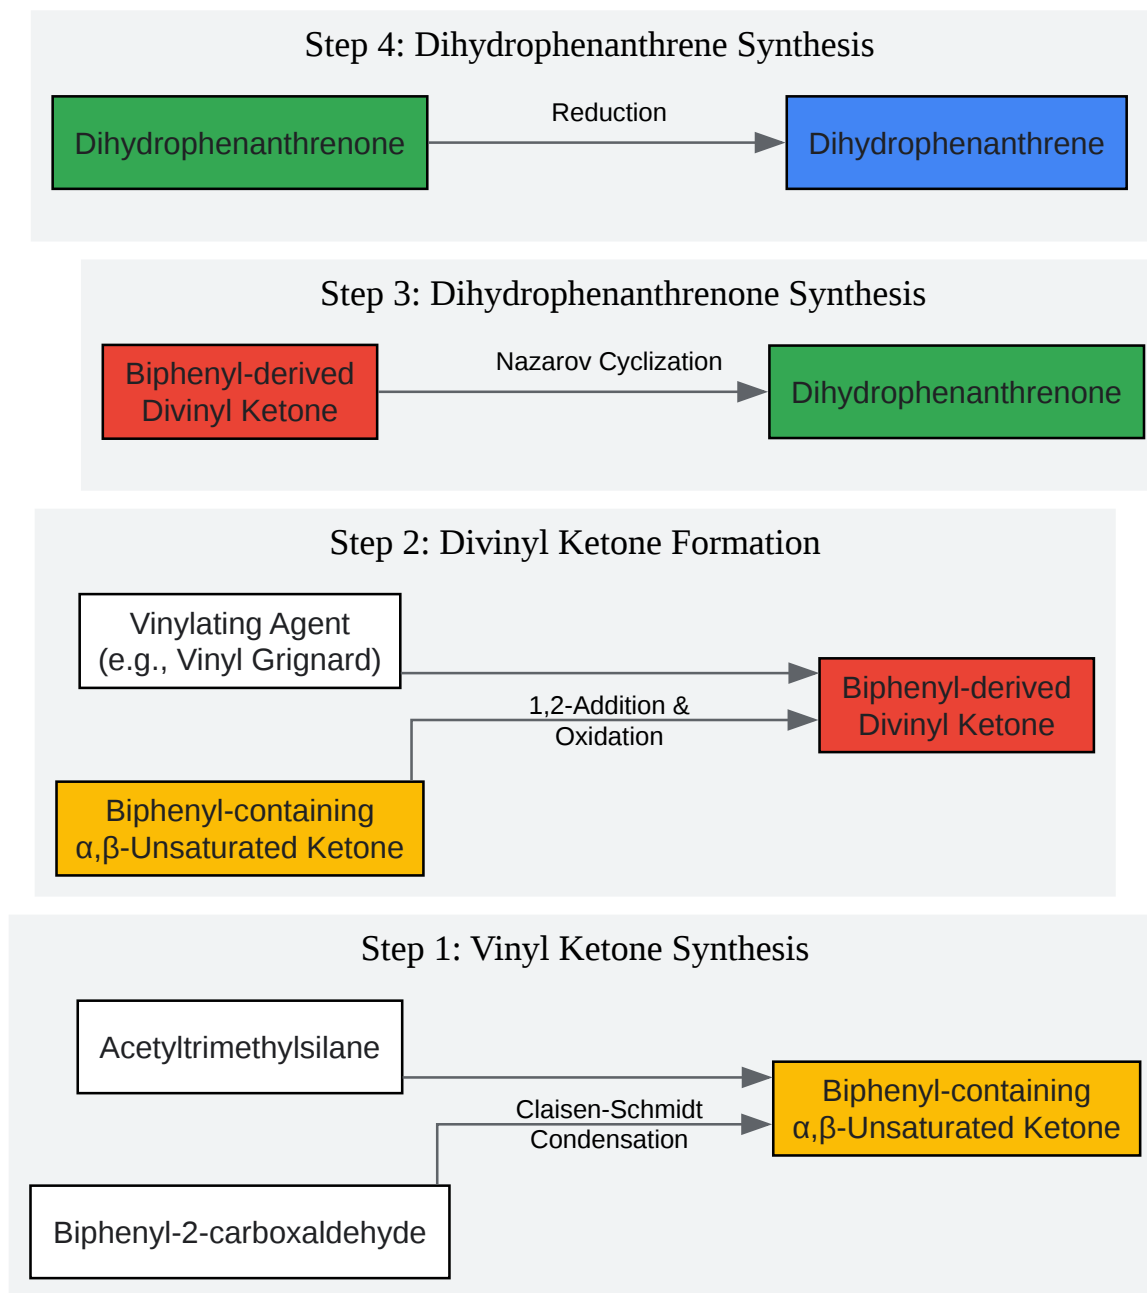 Step 4: Dihydrophenanthrene Synthesis
Dihydrophenanthrenone
Reduction
Dihydrophenanthrene
Step 3: Dihydrophenanthrenone Synthesis
Biphenyl-derived
Divinyl Ketone
Nazarov Cyclization
Dihydrophenanthrenone
Step 2: Divinyl Ketone Formation
Vinylating Agent
(e.g., Vinyl Grignard)
1,2-Addition &
Oxidation
Biphenyl-derived
Divinyl Ketone
Biphenyl-containing
α,β-Unsaturated Ketone
Step 1: Vinyl Ketone Synthesis
Acetyltrimethylsilane
Claisen-Schmidt
Condensation
Biphenyl-containing
α,β-Unsaturated Ketone
Biphenyl-2-carboxaldehyde